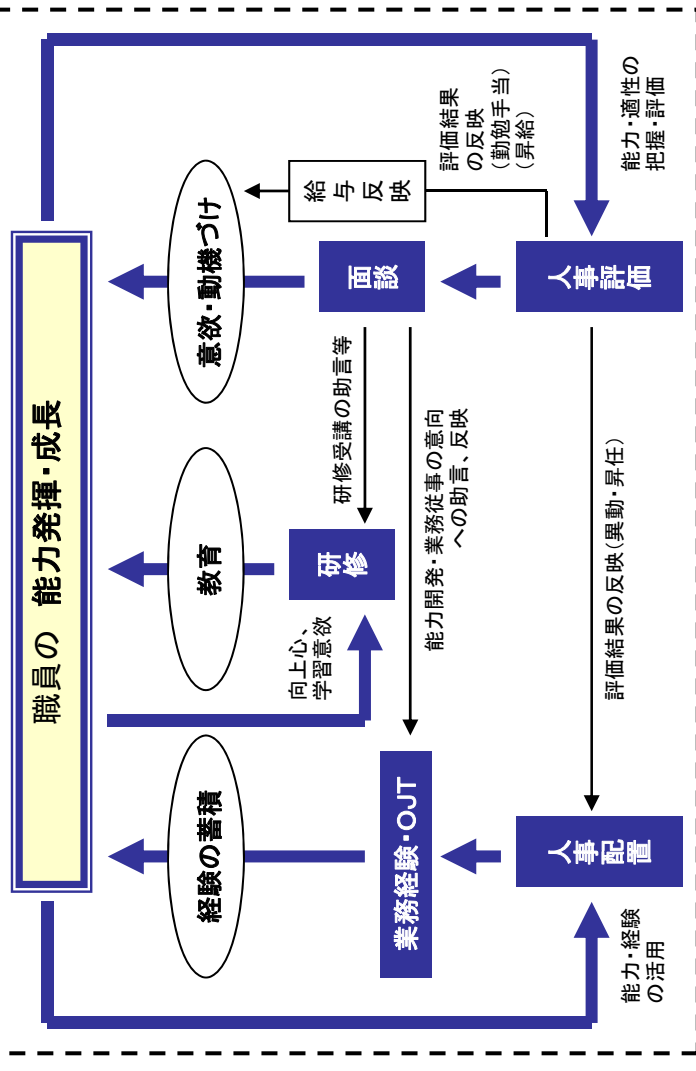 職員の 能力発揮・成長
経験の蓄積
教育
意欲・動機づけ
向上心、
学習意欲
研修
研修受講の助言等
面談
給与反映
評価結果
の反映
(勤勉手当)
(昇給)
業務経験・OJT
能力開発・業務従事の意向
への助言、反映
人事配置
評価結果の反映(異動・昇任)
人事評価
能力・経験
の活用
能力・適性の
把握・評価